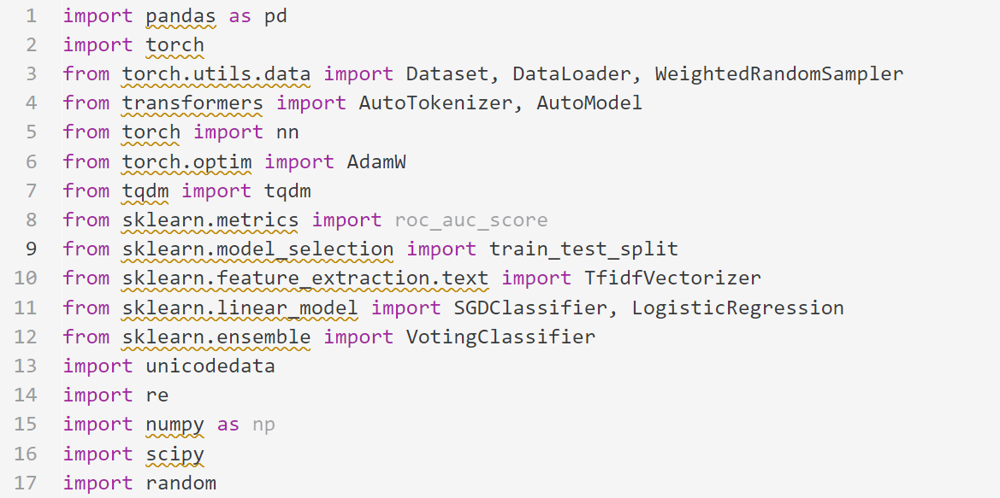 1 import pandas as pd
2 import torch
3 from torch.utils.data import Dataset, DataLoader, WeightedRandomSampler
4 from transformers import AutoTokenizer, AutoModel
5 from torch import nn
6 from torch.optim import AdamW
7 from tqdm import tqdm
8 from sklearn.metrics import roc_auc_score
9 from sklearn.model_selection import train_test_split
10 from sklearn.feature_extraction.text import TfidfVectorizer
11 from sklearn.linear_model import SGDClassifier, LogisticRegression
12 from sklearn.ensemble import VotingClassifier
13 import unicodedata
14 import re
15 import numpy as np
16 import scipy
17 import random